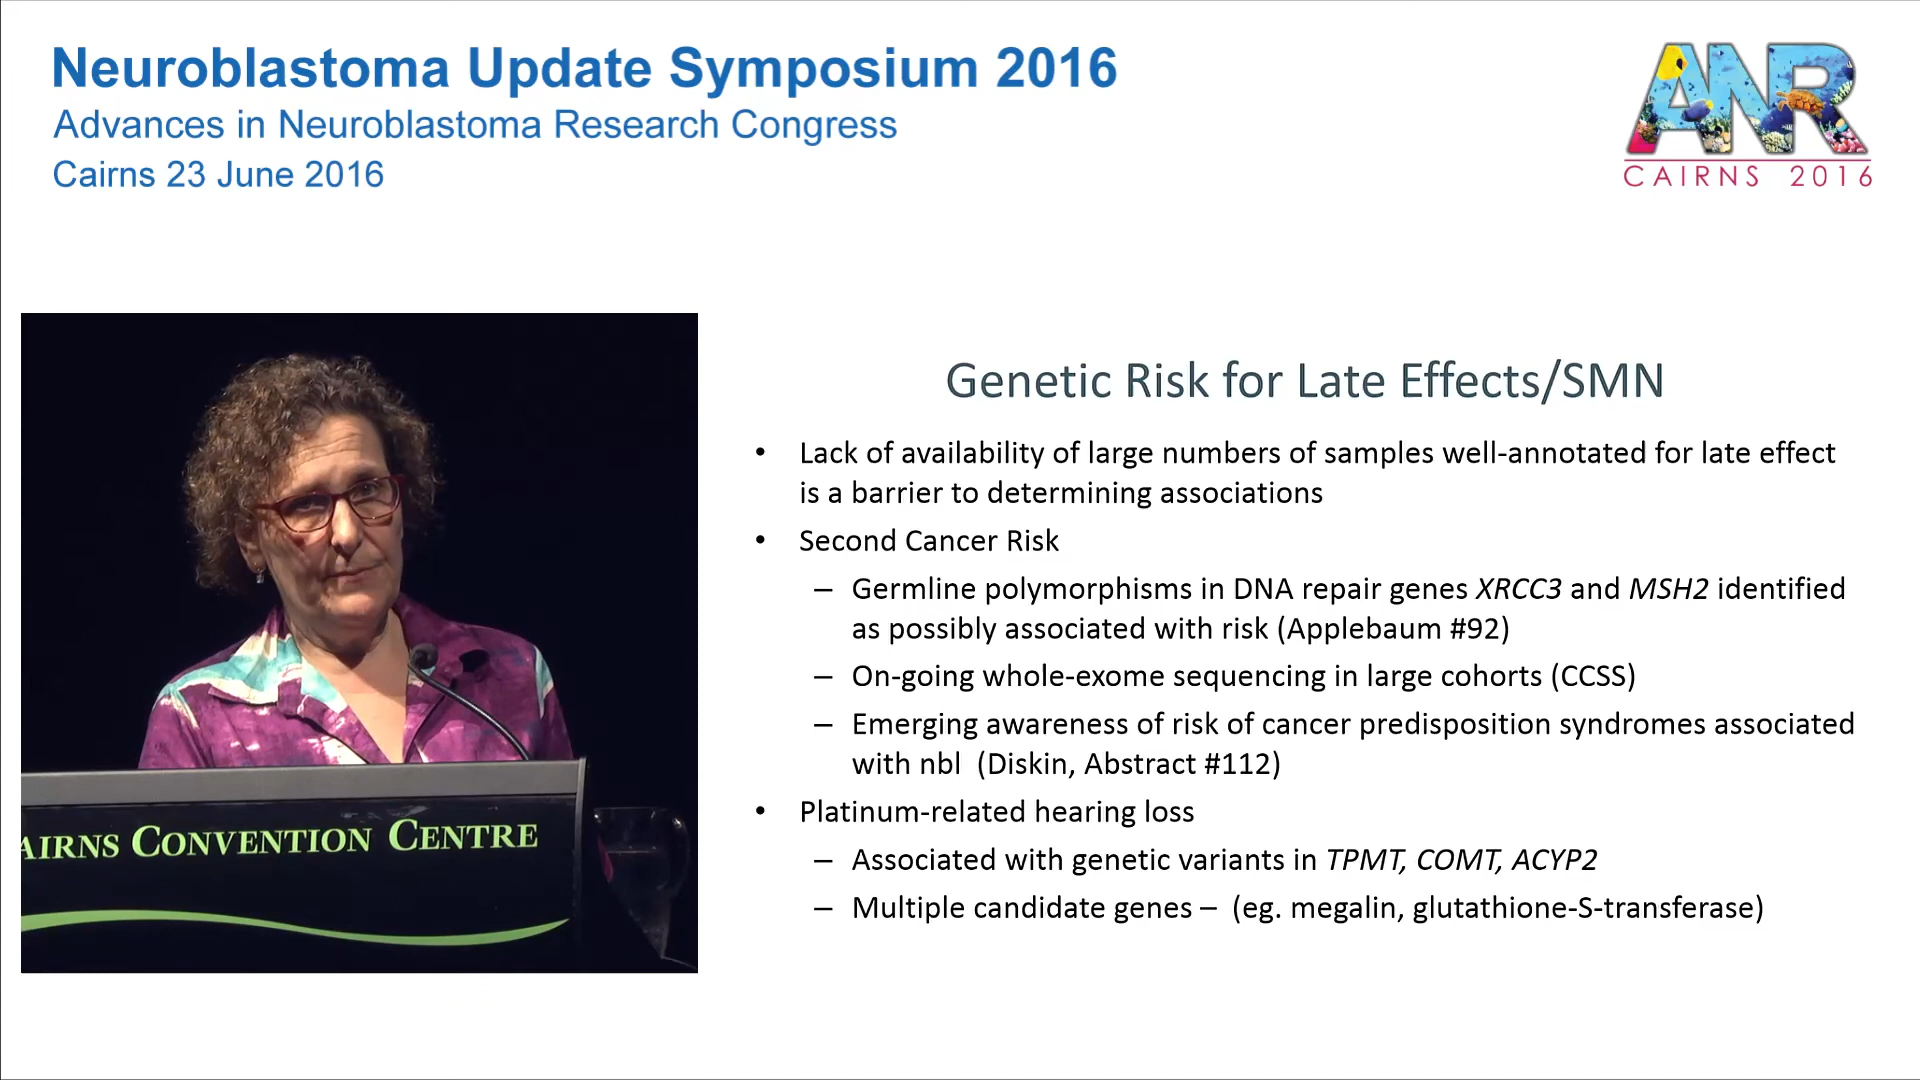 Neuroblastoma Update Symposium 2016
Advances in Neuroblastoma Research Congress
Cairns 23 June 2016
ANR
CAIRNS 2016
Genetic Risk for Late Effects/SMN
• Lack of availability of large numbers of samples well-annotated for late effect
is a barrier to determining associations
• Second Cancer Risk
– Germline polymorphisms in DNA repair genes XRCC3 and MSH2 identified
as possibly associated with risk (Applebaum #92)
– On-going whole-exome sequencing in large cohorts (CCSS)
– Emerging awareness of risk of cancer predisposition syndromes associated
with nbl (Diskin, Abstract #112)
• Platinum-related hearing loss
– Associated with genetic variants in TPMT, COMT, ACYP2
– Multiple candidate genes – (eg. megalin, glutathione-S-transferase)
AIRNS CONVENTION CENTRE